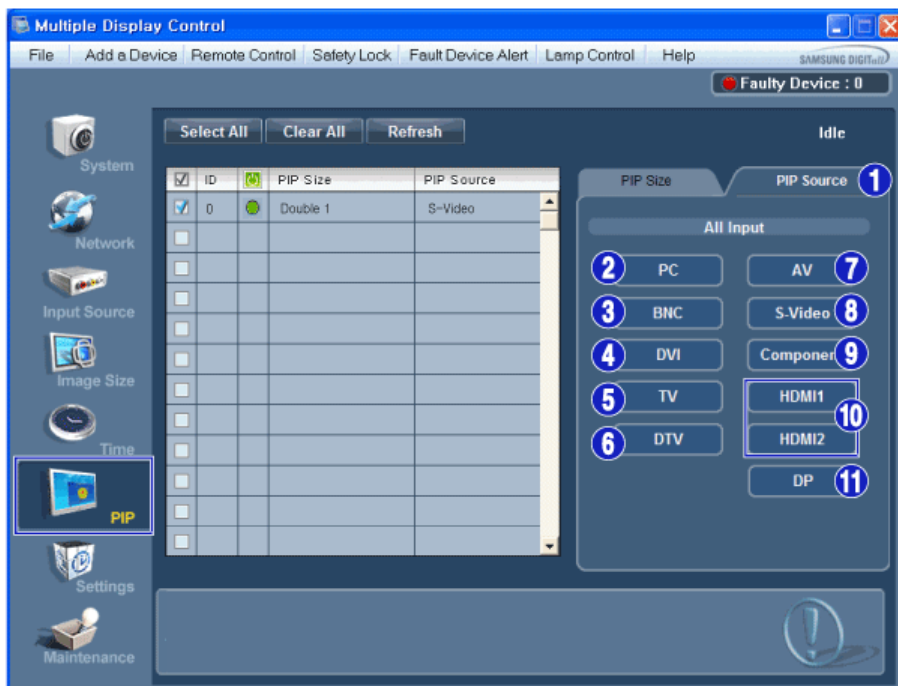 Multiple Display Control
File Add a Device Remote Control Safety Lock Fault Device Alert Lamp Control Help SAMSUNG DIGITall
Faulty Device : 0
Select All Clear All Refresh Idle
System
Network
Input Source
Image Size
Time
PIP
Settings
Maintenance
ID PIP Size PIP Source
0 Double 1 S-Video
PIP Size PIP Source 1
All Input
2 PC AV 7
3 BNC S-Video 8
4 DVI Componen 9
5 TV HDMI1
10
6 DTV HDMI2
DP 11